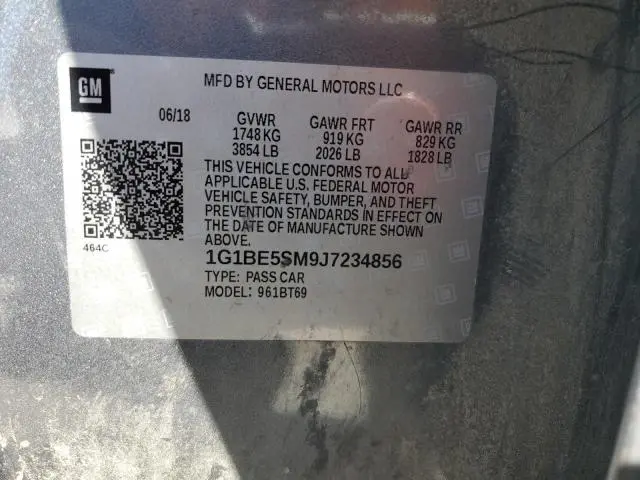 GM
MFD BY GENERAL MOTORS LLC
06/18 GVWR GAWR FRT GAWR RR
1748 KG 919 KG 829 KG
3854 LB 2026 LB 1828 LB
THIS VEHICLE CONFORMS TO ALL
APPLICABLE U.S. FEDERAL MOTOR
VEHICLE SAFETY, BUMPER, AND THEFT
PREVENTION STANDARDS IN EFFECT ON
THE DATE OF MANUFACTURE SHOWN
ABOVE.
464C
1G1BE5SM9J7234856
TYPE: PASS CAR
MODEL: 961BT69